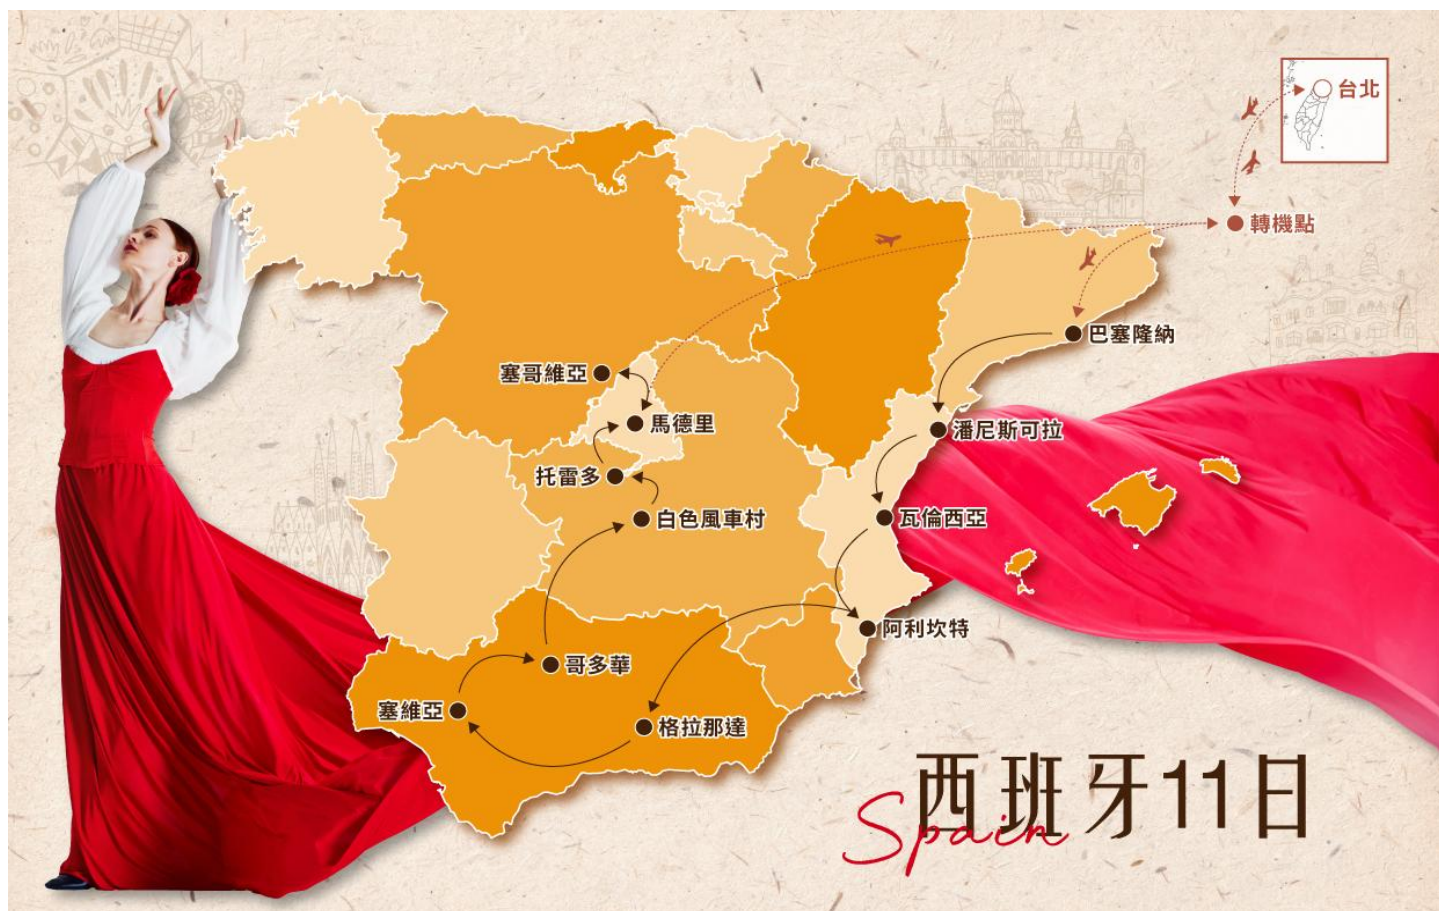 台北
轉機點
巴塞隆納
塞哥維亞
馬德里
潘尼斯可拉
托雷多
白色風車村
瓦倫西亞
阿利坎特
哥多華
塞維亞
格拉那達
西班牙11日
Spain